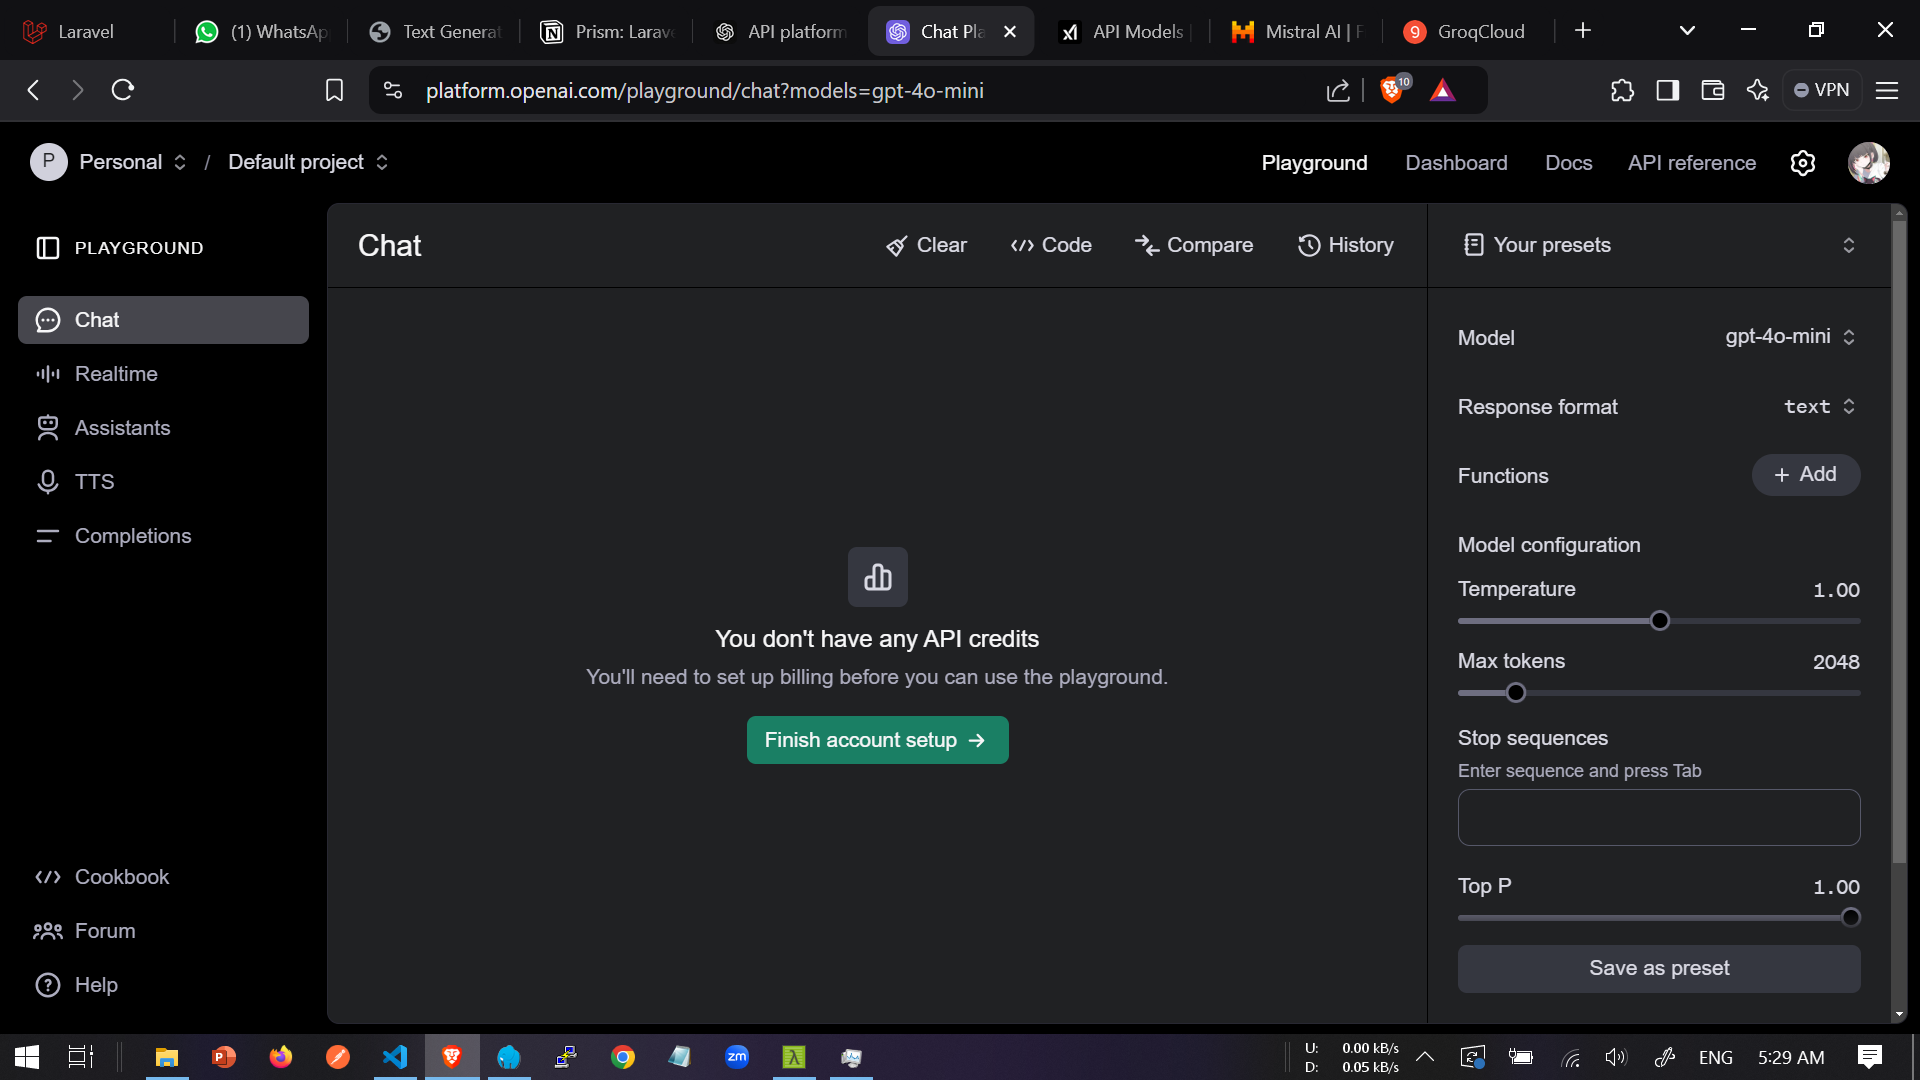 Laravel
(1) WhatsAp
Text Generat
Prism: Larave
API platform
Chat Pla
API Models
Mistral AI | F
9 GroqCloud
platform.openai.com/playground/chat?models=gpt-4o-mini
10
VPN
P Personal / Default project
Playground Dashboard Docs API reference
PLAYGROUND
Chat
Realtime
Assistants
TTS
Completions
Cookbook
Forum
Help
Chat
Clear Code Compare History
You don't have any API credits
You'll need to set up billing before you can use the playground.
Finish account setup →
Your presets
Model gpt-4o-mini
Response format text
Functions + Add
Model configuration
Temperature 1.00
Max tokens 2048
Stop sequences
Enter sequence and press Tab
Top P 1.00
Save as preset
U: 0.00 kB/s
D: 0.05 kB/s
ENG 5:29 AM